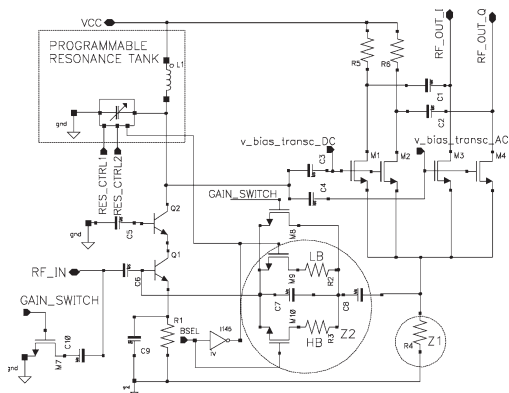 VCC
RF_OUT_I
RF_OUT_Q
PROGRAMMABLE
RESONANCE TANK
L1
R5
R6
C1
C2
gnd
RES_CTRL1
RES_CTRL2
v_bias_transc_DC
v_bias_transc_AC
C3
C4
M1
M2
M3
M4
GAIN_SWITCH
M8
Q2
C5
gnd
Q1
RF_IN
C6
LB
M9
R2
C7
C8
M10
R3
HB
Z2
GAIN_SWITCH
C10
M7
gnd
C9
R1
BSEL
I146
IV
Z1
R4